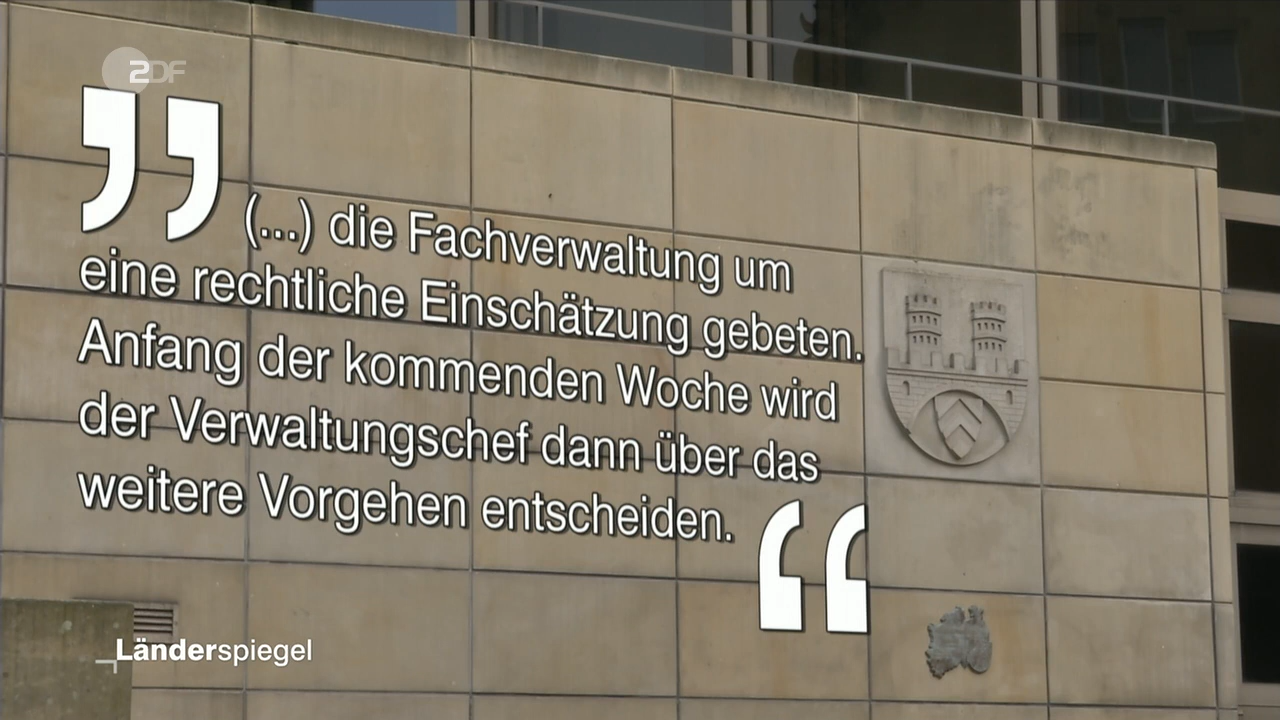 ZDF
” (...) die Fachverwaltung um
eine rechtliche Einschätzung gebeten.
Anfang der kommenden Woche wird
der Verwaltungschef dann über das
weitere Vorgehen entscheiden. “
Länderspiegel